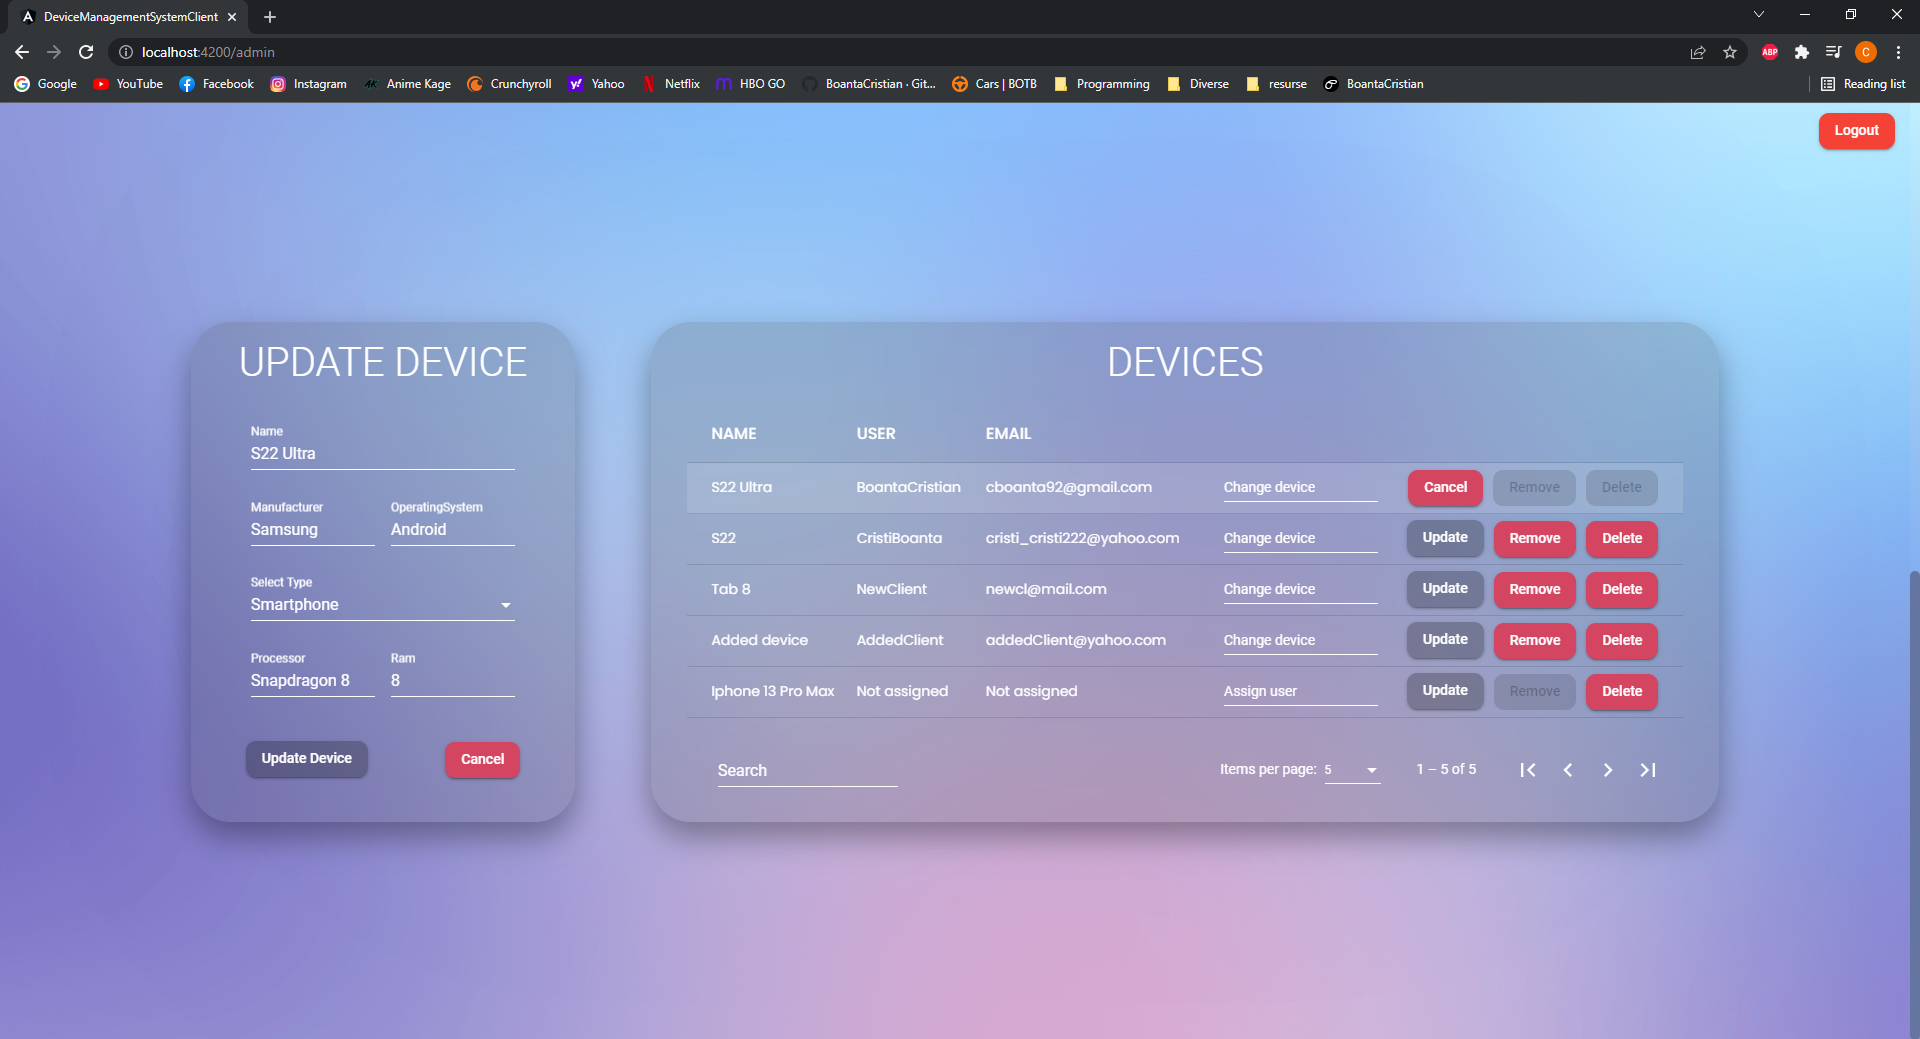 DeviceManagementSystemClient
localhost:4200/admin
ABP
C
Google YouTube Facebook Instagram AK Anime Kage Crunchyroll y! Yahoo Netflix HBO GO BoantaCristian · Git... Cars | BOTB Programming Diverse resurse BoantaCristian Reading list
Logout
UPDATE DEVICE
Name
S22 Ultra
Manufacturer OperatingSystem
Samsung Android
Select Type
Smartphone
Processor Ram
Snapdragon 8 8
Update Device Cancel
DEVICES
NAME USER EMAIL
S22 Ultra BoantaCristian cboanta92@gmail.com Change device Cancel Remove Delete
S22 CristiBoanta cristi_cristi222@yahoo.com Change device Update Remove Delete
Tab 8 NewClient newcl@mail.com Change device Update Remove Delete
Added device AddedClient addedClient@yahoo.com Change device Update Remove Delete
Iphone 13 Pro Max Not assigned Not assigned Assign user Update Remove Delete
Search Items per page: 5 1 – 5 of 5